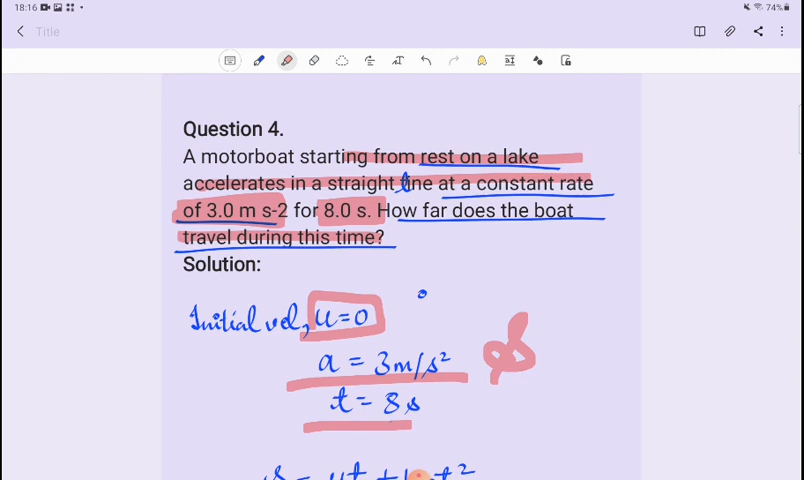 18:16
74%
Title
Question 4.
A motorboat starting from rest on a lake
accelerates in a straight line at a constant rate
of 3.0 m s-2 for 8.0 s. How far does the boat
travel during this time?
Solution:
Initial vel, u=0
a = 3m/s²
t = 8s